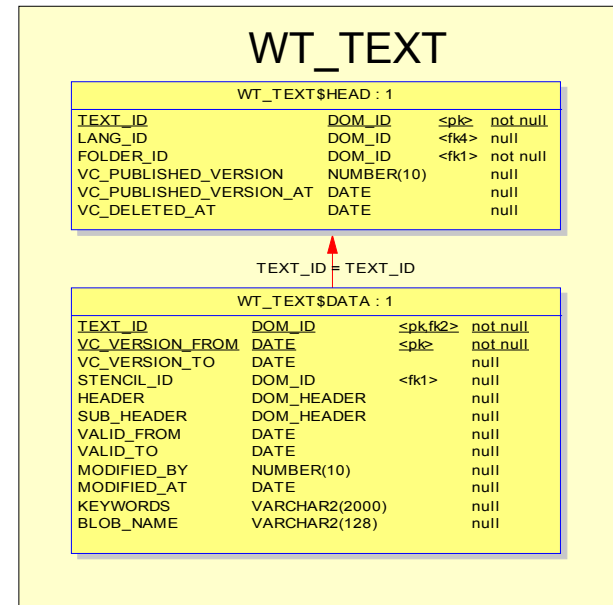 WT_TEXT
WT_TEXT$HEAD : 1
TEXT_ID DOM_ID <pk> not null
LANG_ID DOM_ID <fk4> null
FOLDER_ID DOM_ID <fk1> not null
VC_PUBLISHED_VERSION NUMBER(10) null
VC_PUBLISHED_VERSION_AT DATE null
VC_DELETED_AT DATE null
TEXT_ID = TEXT_ID
WT_TEXT$DATA : 1
TEXT_ID DOM_ID <pk,fk2> not null
VC_VERSION_FROM DATE <pk> not null
VC_VERSION_TO DATE null
STENCIL_ID DOM_ID <fk1> null
HEADER DOM_HEADER null
SUB_HEADER DOM_HEADER null
VALID_FROM DATE null
VALID_TO DATE null
MODIFIED_BY NUMBER(10) null
MODIFIED_AT DATE null
KEYWORDS VARCHAR2(2000) null
BLOB_NAME VARCHAR2(128) null